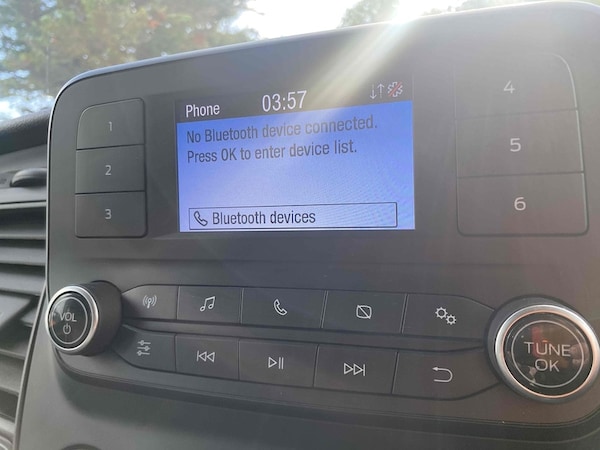 Phone 03:57
No Bluetooth device connected.
Press OK to enter device list.
Bluetooth devices
1
2
3
4
5
6
VOL
TUNE
OK